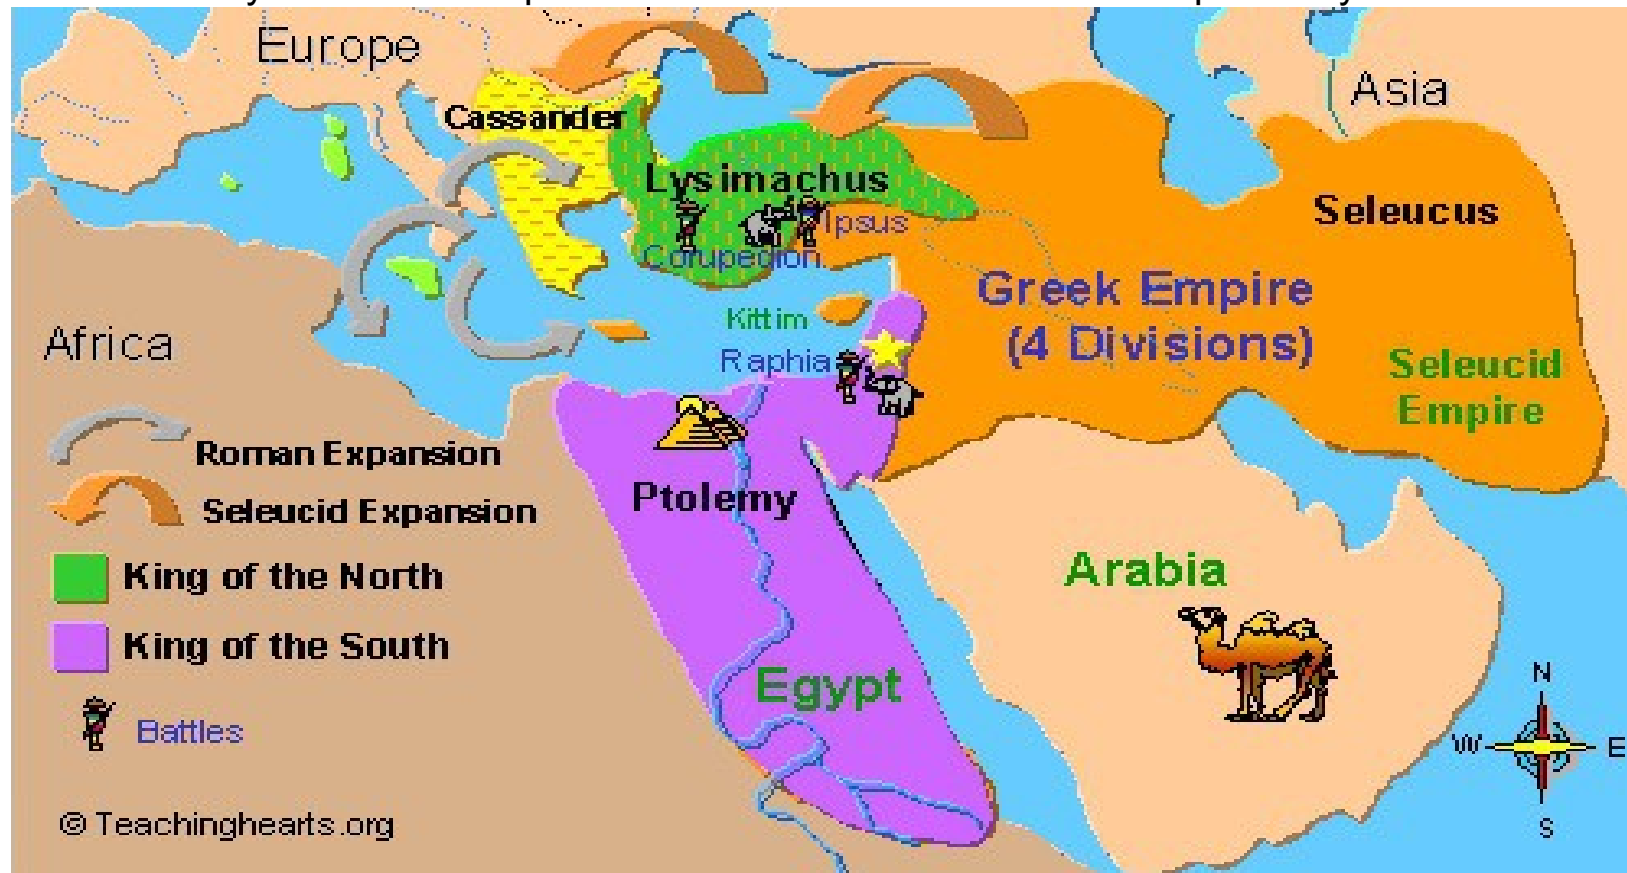 Europe
Asia
Cassander
Lysimachus
Seleucus
Ipsus
Corupedion
Greek Empire
(4 Divisions)
Kittim
Raphia
Africa
Seleucid
Empire
Roman Expansion
Ptolemy
Seleucid Expansion
Arabia
King of the North
King of the South
Egypt
N
W
E
S
Battles
© Teachinghearts.org